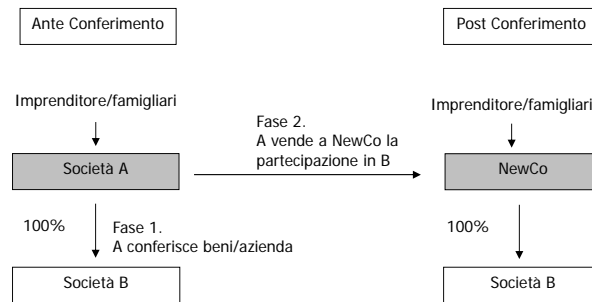 Ante Conferimento
Post Conferimento
Imprenditore/famigliari
Imprenditore/famigliari
Fase 2.
A vende a NewCo la
partecipazione in B
Società A
NewCo
100%
Fase 1.
A conferisce beni/azienda
100%
Società B
Società B